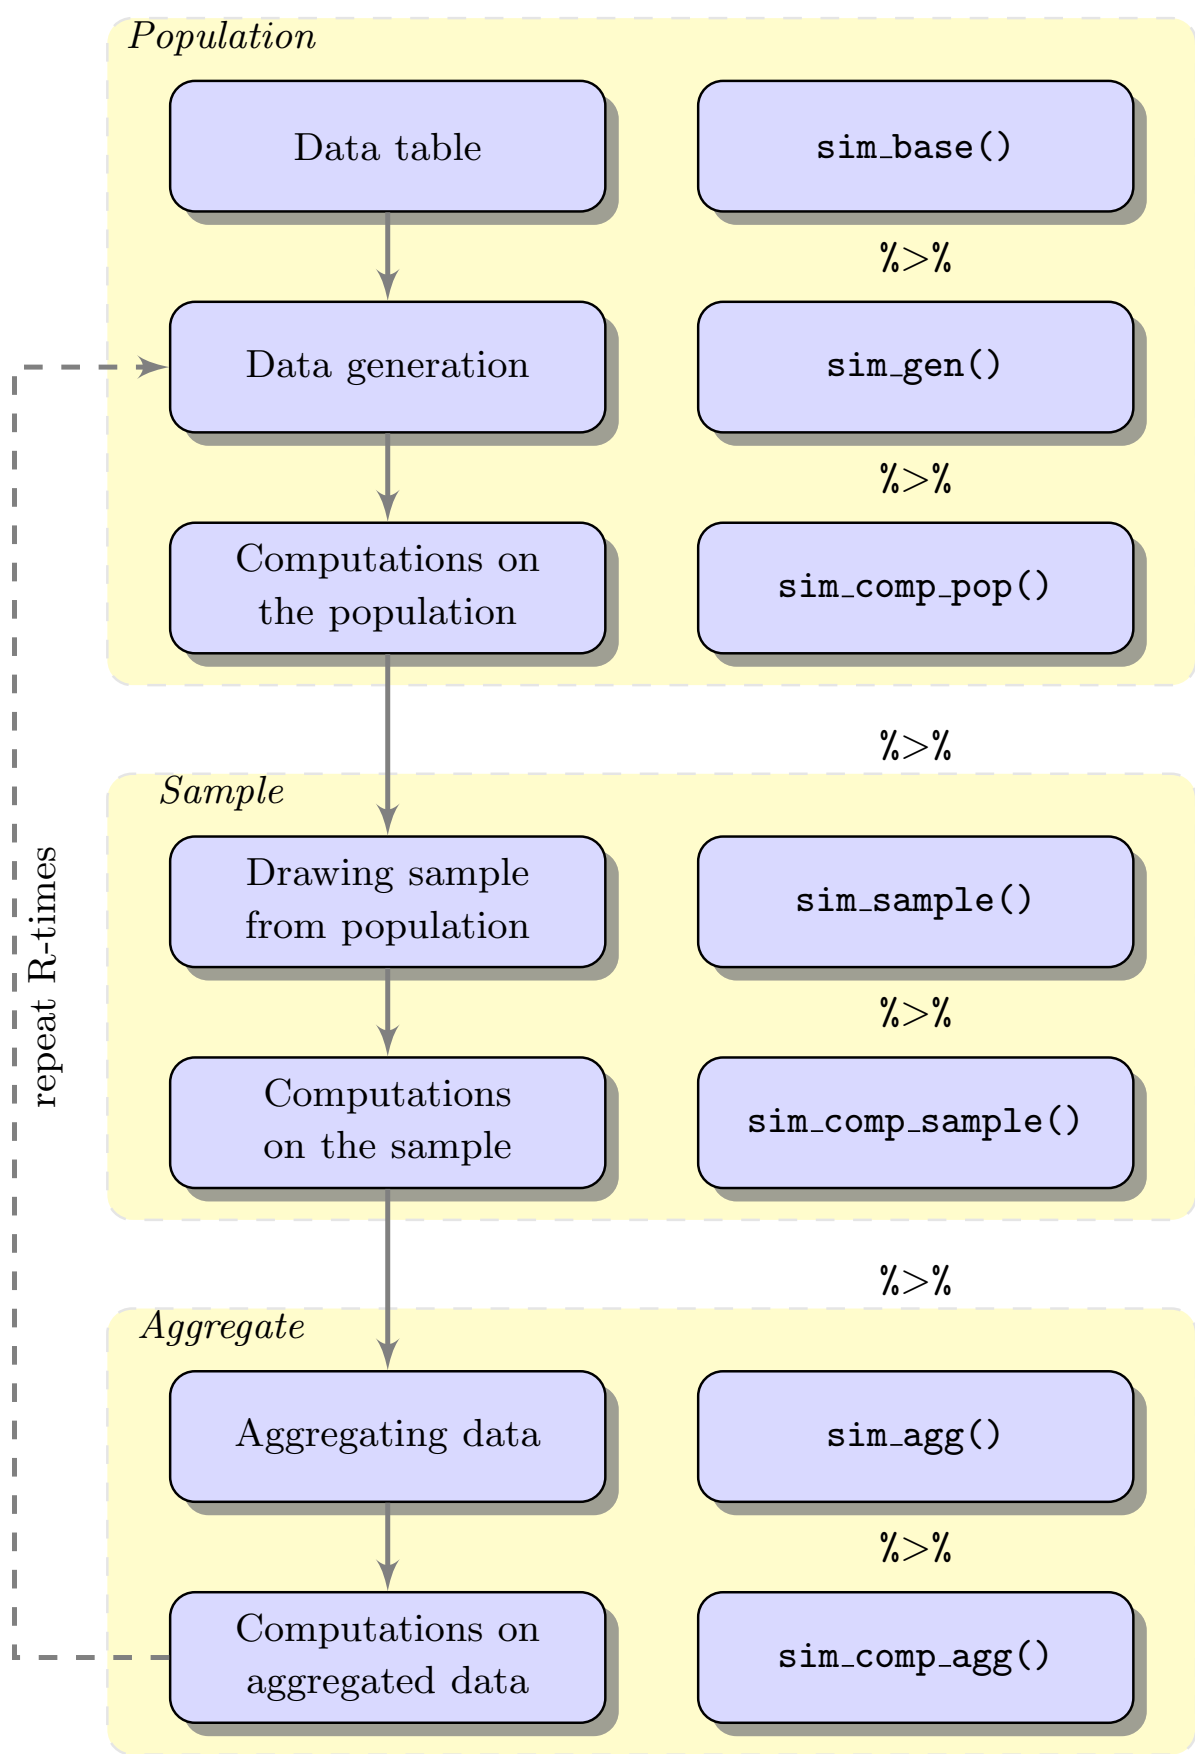 Population
Data table
sim_base()
%>%
Data generation
sim_gen()
%>%
Computations on
the population
sim_comp_pop()
%>%
Sample
Drawing sample
from population
sim_sample()
%>%
Computations
on the sample
sim_comp_sample()
%>%
Aggregate
Aggregating data
sim_agg()
%>%
Computations on
aggregated data
sim_comp_agg()
repeat R-times